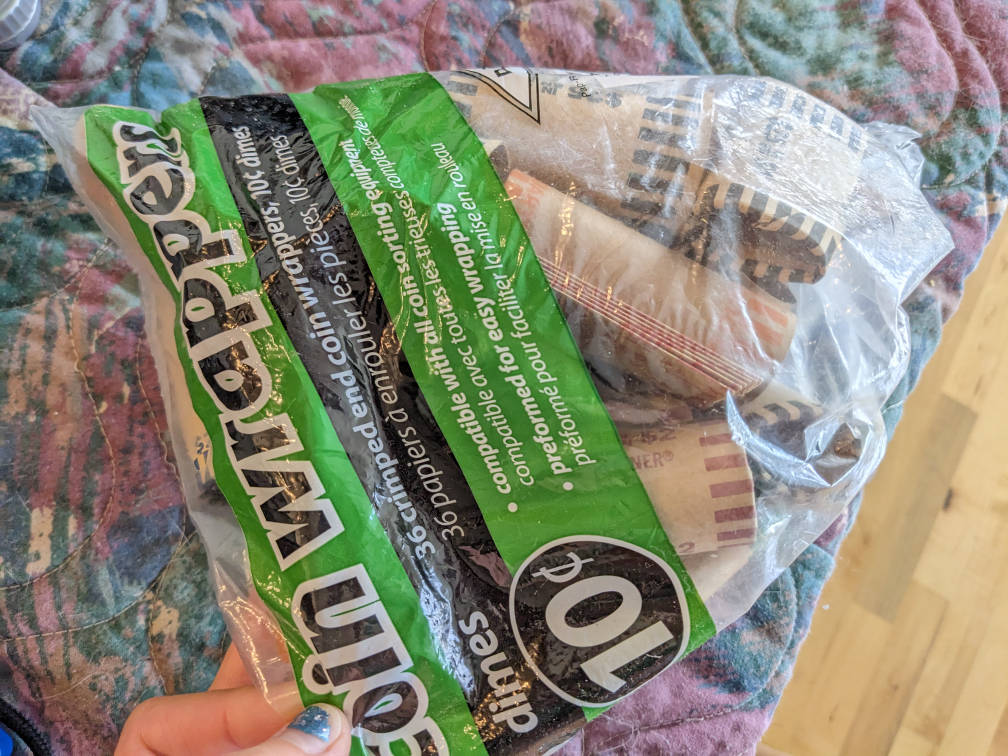 coin wrappers
36 crimped end coin wrappers, 10¢ dimes
36 papiers à enrouler les pièces, 10¢ dimes
dimes
10¢
• compatible with all coin sorting equipment
compatible avec toutes les trieuses complètes de monnaie
• preformed for easy wrapping
préformé pour faciliter la mise en rouleau
NER®